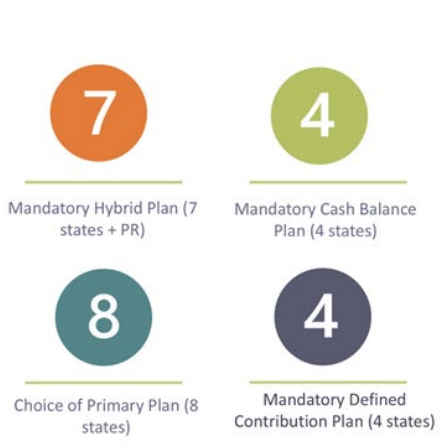 7
4
Mandatory Hybrid Plan (7
states + PR)
Mandatory Cash Balance
Plan (4 states)
8
4
Choice of Primary Plan (8
states)
Mandatory Defined
Contribution Plan (4 states)